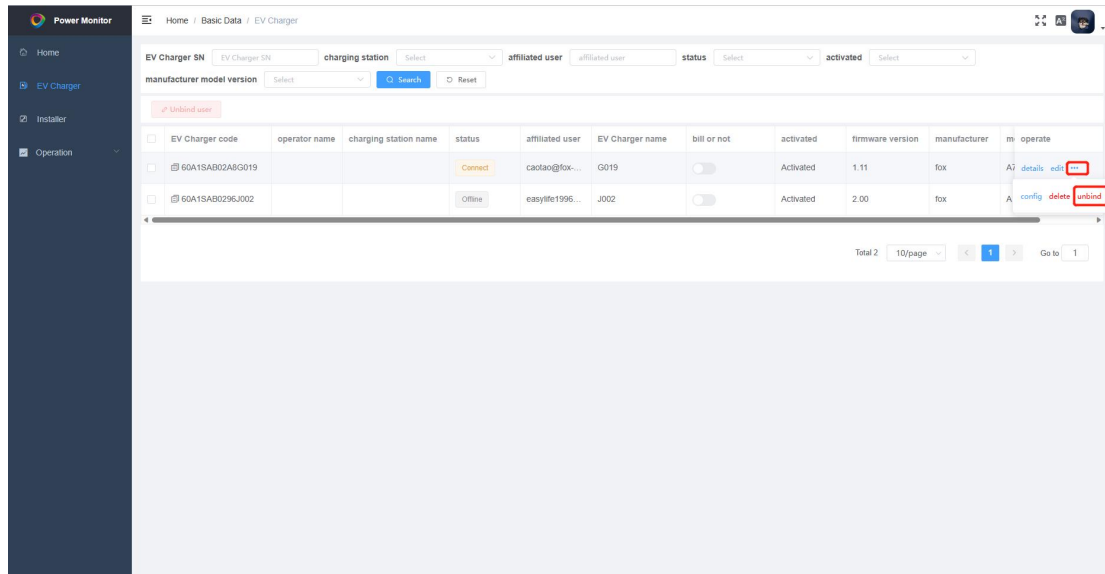 Power Monitor
Home / Basic Data / EV Charger
Home
EV Charger
Installer
Operation
EV Charger SN EV Charger SN charging station Select affiliated user affiliated user status Select activated Select
manufacturer model version Select Search Reset
Unbind user
EV Charger code operator name charging station name status affiliated user EV Charger name bill or not activated firmware version manufacturer m operate
60A1SAB02A8G019 Connect caotao@fox-... G019 Activated 1.11 fox A7 details edit ...
60A1SAB0296J002 Offline easylife1996... J002 Activated 2.00 fox A config delete unbind
Total 2 10/page < 1 > Go to 1